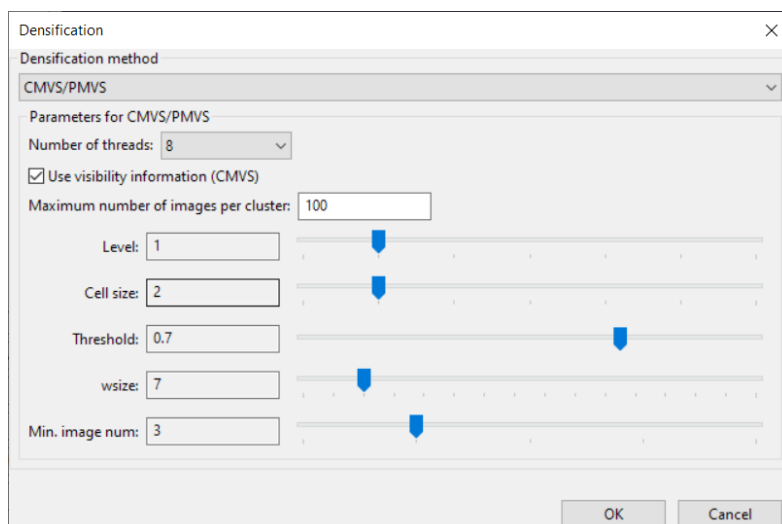 Densification
Densification method
CMVS/PMVS
Parameters for CMVS/PMVS
Number of threads: 8
Use visibility information (CMVS)
Maximum number of images per cluster: 100
Level: 1
Cell size: 2
Threshold: 0.7
wsize: 7
Min. image num: 3
OK Cancel